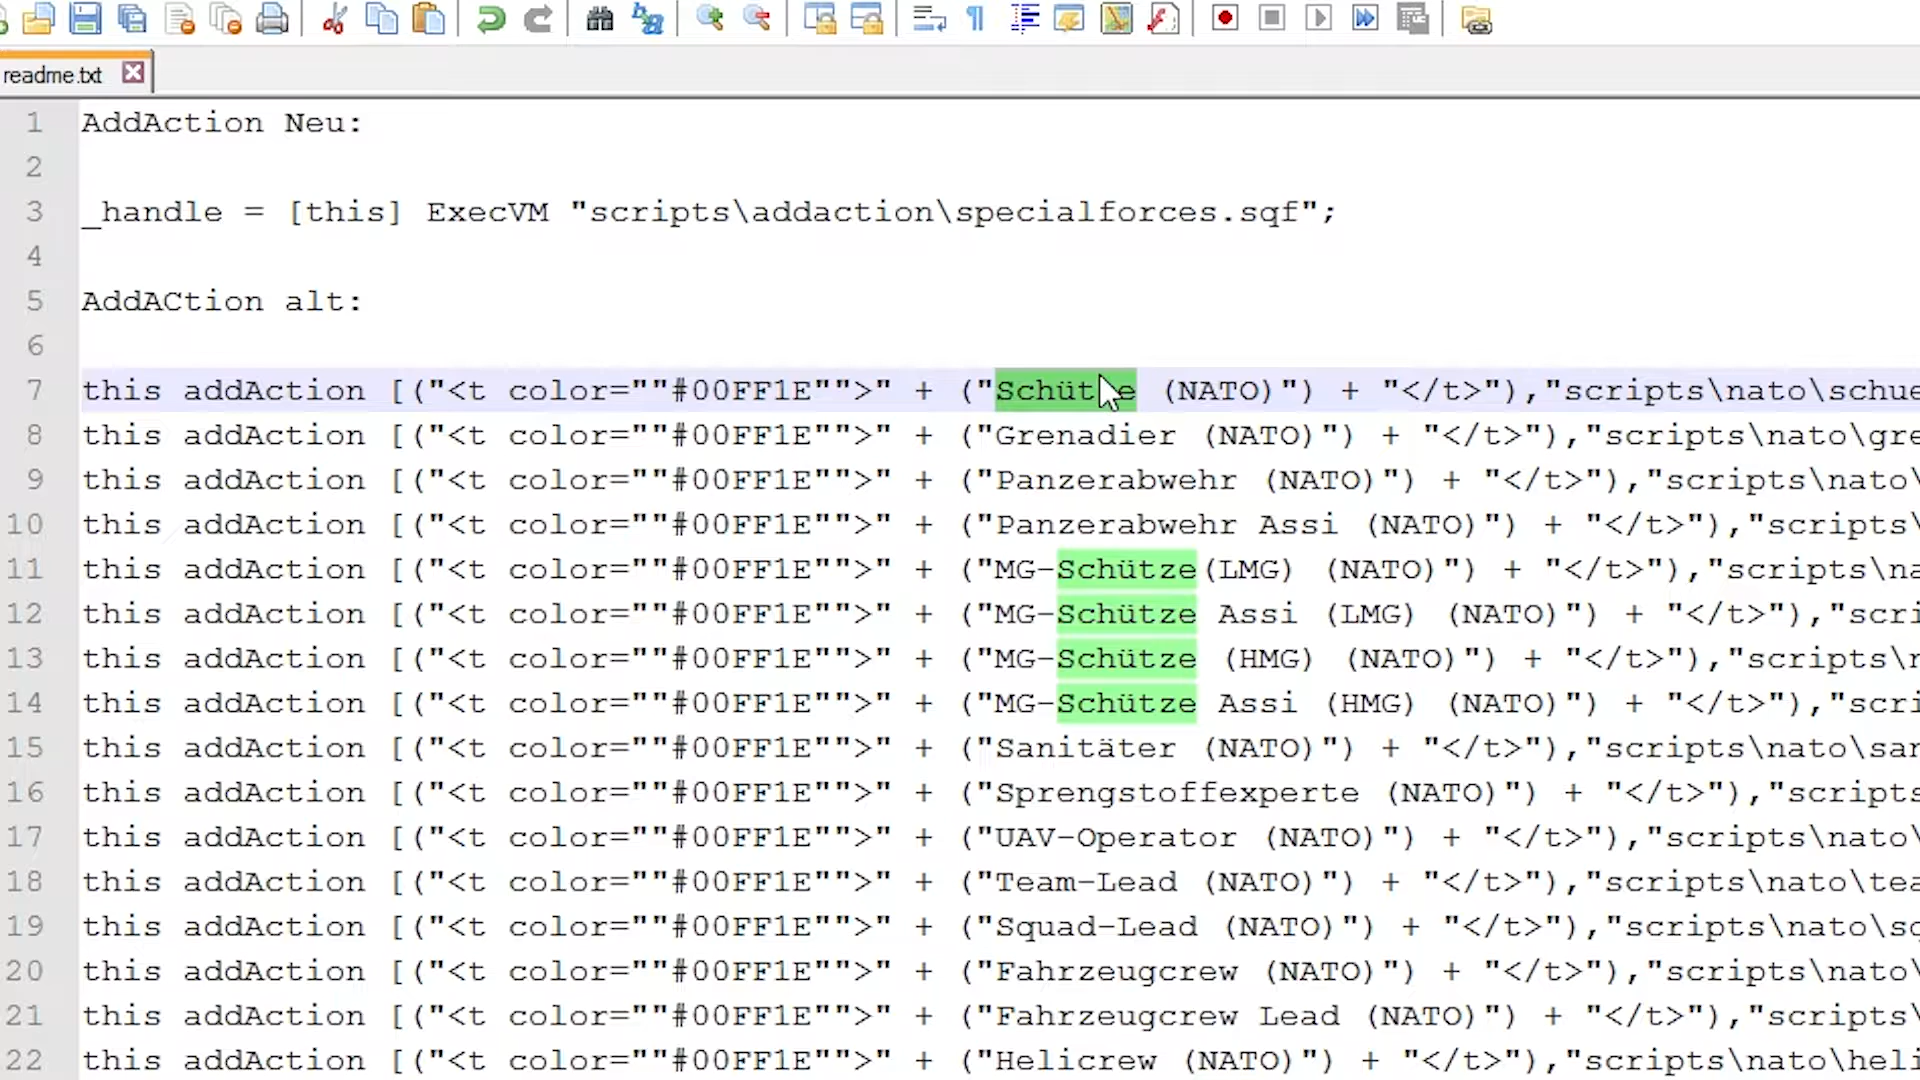 readme.txt
1 AddAction Neu:
2
3 _handle = [this] ExecVM "scripts\addaction\specialforces.sqf";
4
5 AddACtion alt:
6
7 this addAction [("<t color=""#00FF1E"">" + ("Schütze (NATO)") + "</t>"),"scripts\nato\schue
8 this addAction [("<t color=""#00FF1E"">" + ("Grenadier (NATO)") + "</t>"),"scripts\nato\gre
9 this addAction [("<t color=""#00FF1E"">" + ("Panzerabwehr (NATO)") + "</t>"),"scripts\nato\
10 this addAction [("<t color=""#00FF1E"">" + ("Panzerabwehr Assi (NATO)") + "</t>"),"scripts\
11 this addAction [("<t color=""#00FF1E"">" + ("MG-Schütze(LMG) (NATO)") + "</t>"),"scripts\na
12 this addAction [("<t color=""#00FF1E"">" + ("MG-Schütze Assi (LMG) (NATO)") + "</t>"),"scri
13 this addAction [("<t color=""#00FF1E"">" + ("MG-Schütze (HMG) (NATO)") + "</t>"),"scripts\n
14 this addAction [("<t color=""#00FF1E"">" + ("MG-Schütze Assi (HMG) (NATO)") + "</t>"),"scri
15 this addAction [("<t color=""#00FF1E"">" + ("Sanitäter (NATO)") + "</t>"),"scripts\nato\san
16 this addAction [("<t color=""#00FF1E"">" + ("Sprengstoffexperte (NATO)") + "</t>"),"scripts
17 this addAction [("<t color=""#00FF1E"">" + ("UAV-Operator (NATO)") + "</t>"),"scripts\nato\
18 this addAction [("<t color=""#00FF1E"">" + ("Team-Lead (NATO)") + "</t>"),"scripts\nato\tea
19 this addAction [("<t color=""#00FF1E"">" + ("Squad-Lead (NATO)") + "</t>"),"scripts\nato\sq
20 this addAction [("<t color=""#00FF1E"">" + ("Fahrzeugcrew (NATO)") + "</t>"),"scripts\nato\
21 this addAction [("<t color=""#00FF1E"">" + ("Fahrzeugcrew Lead (NATO)") + "</t>"),"scripts\
22 this addAction [("<t color=""#00FF1E"">" + ("Helicrew (NATO)") + "</t>"),"scripts\nato\heli